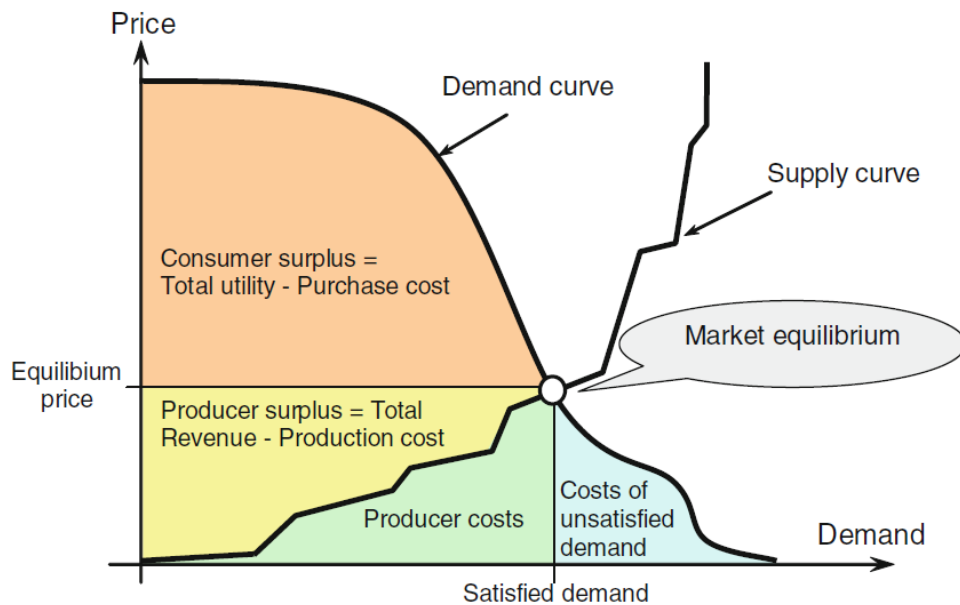 Price
Demand curve
Supply curve
Consumer surplus =
Total utility - Purchase cost
Market equilibrium
Equilibium
price
Producer surplus = Total
Revenue - Production cost
Producer costs
Costs of
unsatisfied
demand
Demand
Satisfied demand